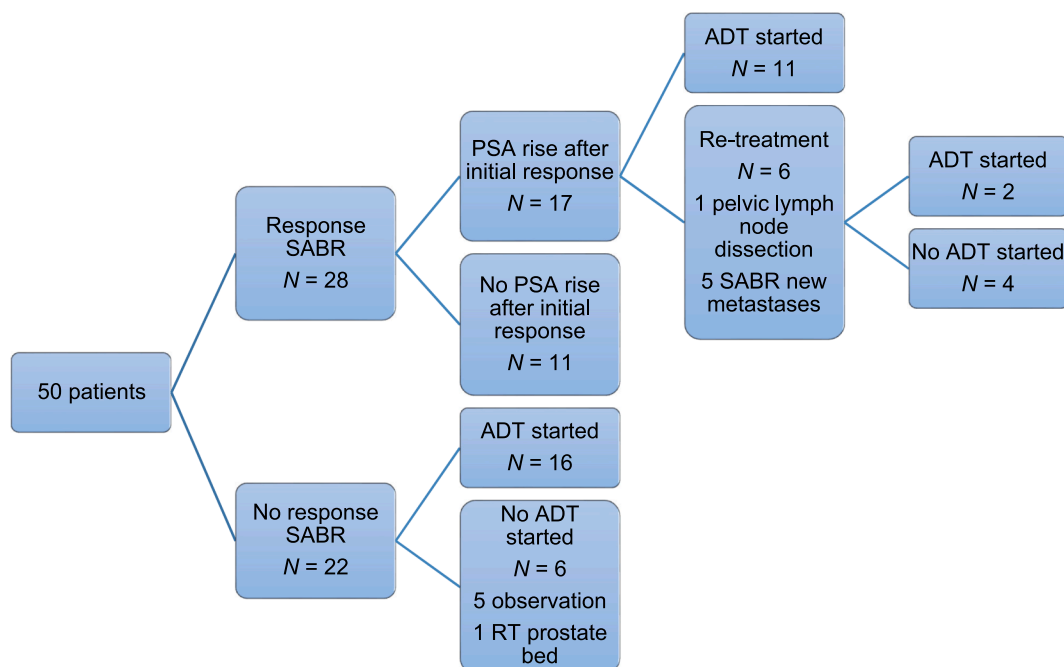 50 patients
Response
SABR
N = 28
No response
SABR
N = 22
PSA rise after
initial response
N = 17
No PSA rise
after initial
response
N = 11
ADT started
N = 16
No ADT
started
N = 6
5 observation
1 RT prostate
bed
ADT started
N = 11
Re-treatment
N = 6
1 pelvic lymph
node
dissection
5 SABR new
metastases
ADT started
N = 2
No ADT started
N = 4